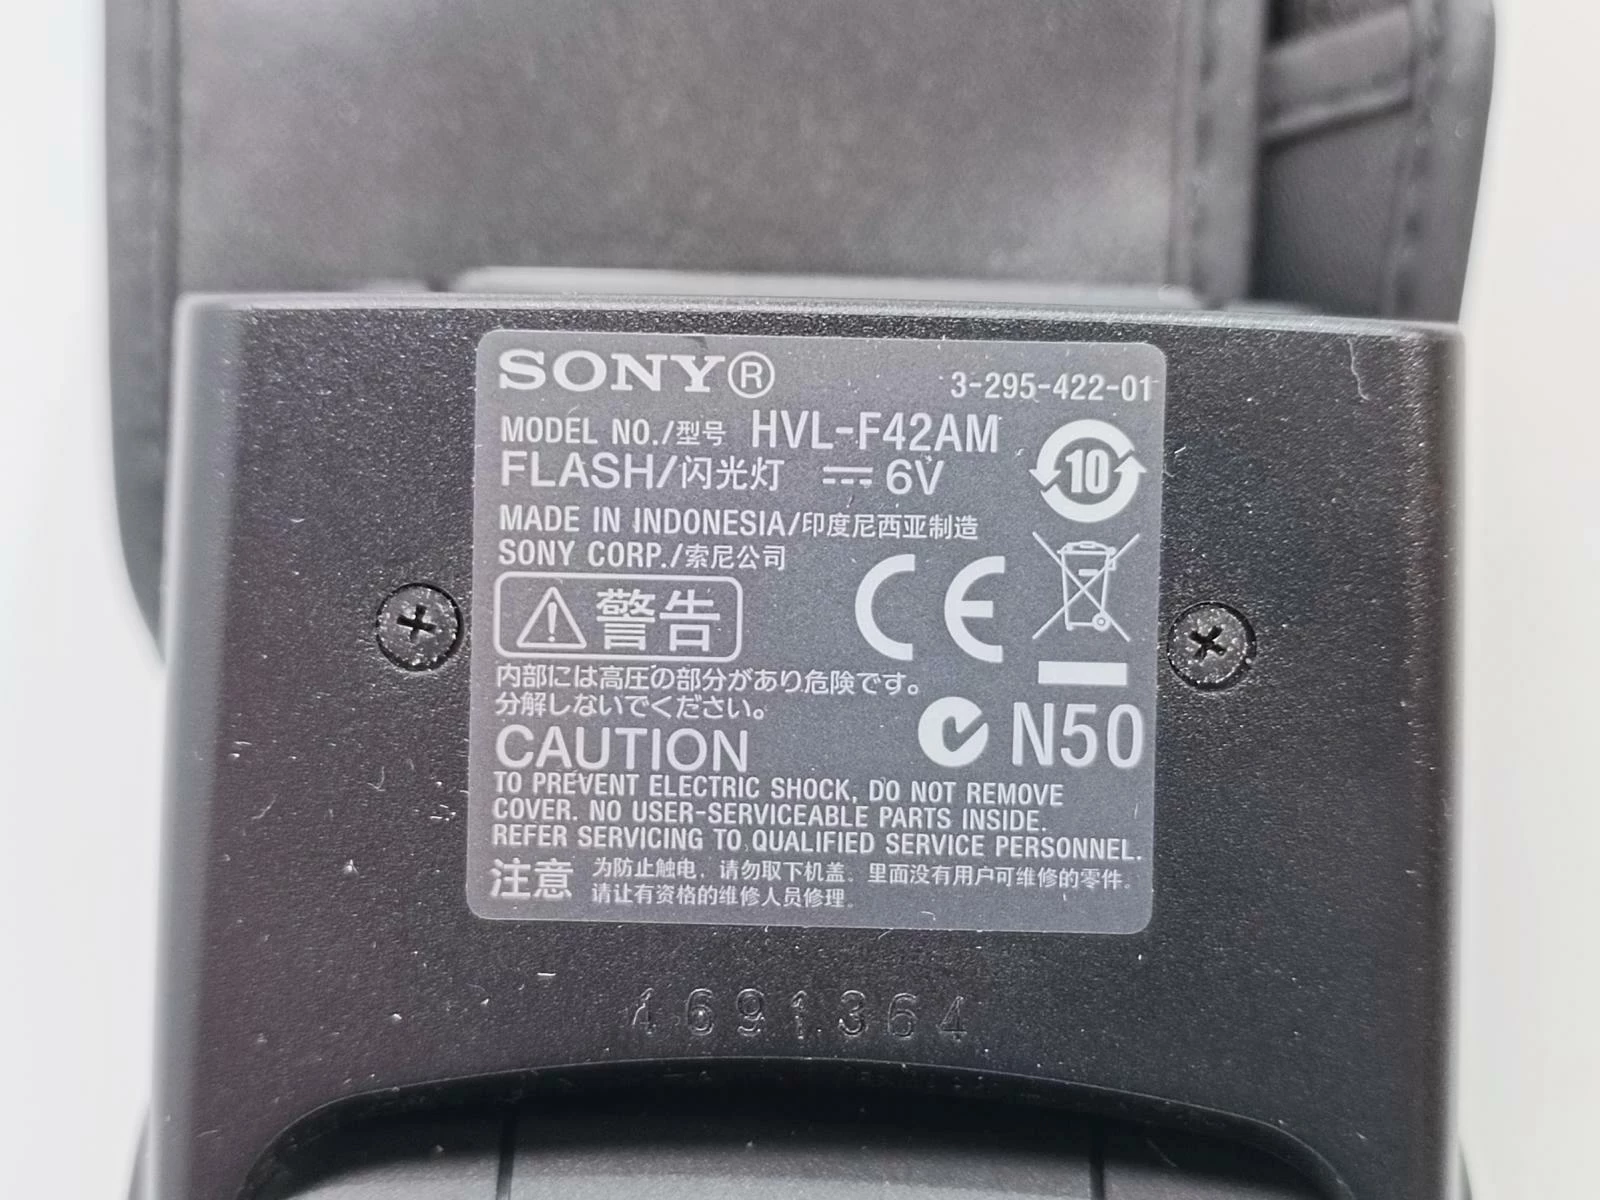 SONY®
3-295-422-01
MODEL NO./型号 HVL-F42AM
FLASH/闪光灯 ⎓ 6V
10
MADE IN INDONESIA/印度尼西亚制造
SONY CORP./索尼公司
CE
⚠警告
内部には高圧の部分があり危険です。
分解しないでください。
N50
CAUTION
TO PREVENT ELECTRIC SHOCK, DO NOT REMOVE
COVER. NO USER-SERVICEABLE PARTS INSIDE.
REFER SERVICING TO QUALIFIED SERVICE PERSONNEL.
注意 为防止触电，请勿取下机盖。里面没有用户可维修的零件。
请让有资格的维修人员修理。
4691364